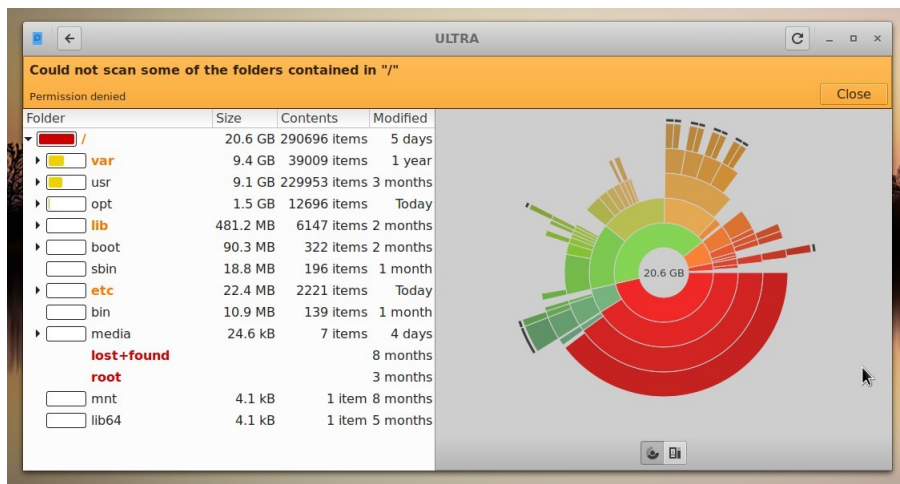 ULTRA
Could not scan some of the folders contained in "/"
Permission denied
Close
Folder Size Contents Modified
/ 20.6 GB 290696 items 5 days
var 9.4 GB 39009 items 1 year
usr 9.1 GB 229953 items 3 months
opt 1.5 GB 12696 items Today
lib 481.2 MB 6147 items 2 months
boot 90.3 MB 322 items 2 months
sbin 18.8 MB 196 items 1 month
etc 22.4 MB 2221 items Today
bin 10.9 MB 139 items 1 month
media 24.6 kB 7 items 4 days
lost+found 8 months
root 3 months
mnt 4.1 kB 1 item 8 months
lib64 4.1 kB 1 item 5 months
20.6 GB